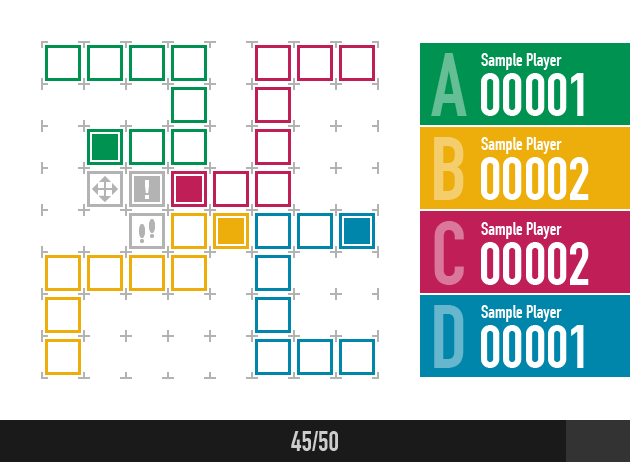 !
A
Sample Player
00001
B
Sample Player
00002
C
Sample Player
00002
D
Sample Player
00001
45/50